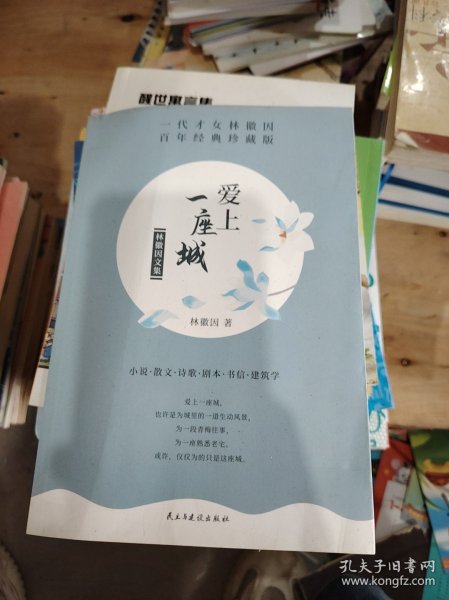 醒世寓言集
一代才女林徽因
百年经典珍藏版
爱上
一座城
林徽因文集
林徽因 著
小说·散文·诗歌·剧本·书信·建筑学
爱上一座城，
也许是为城里的一道生动风景，
为一段青梅往事，
为一座熟悉老宅。
或许，仅仅为的只是这座城。
民主与建设出版社
孔夫子旧书网
www.kongfz.com